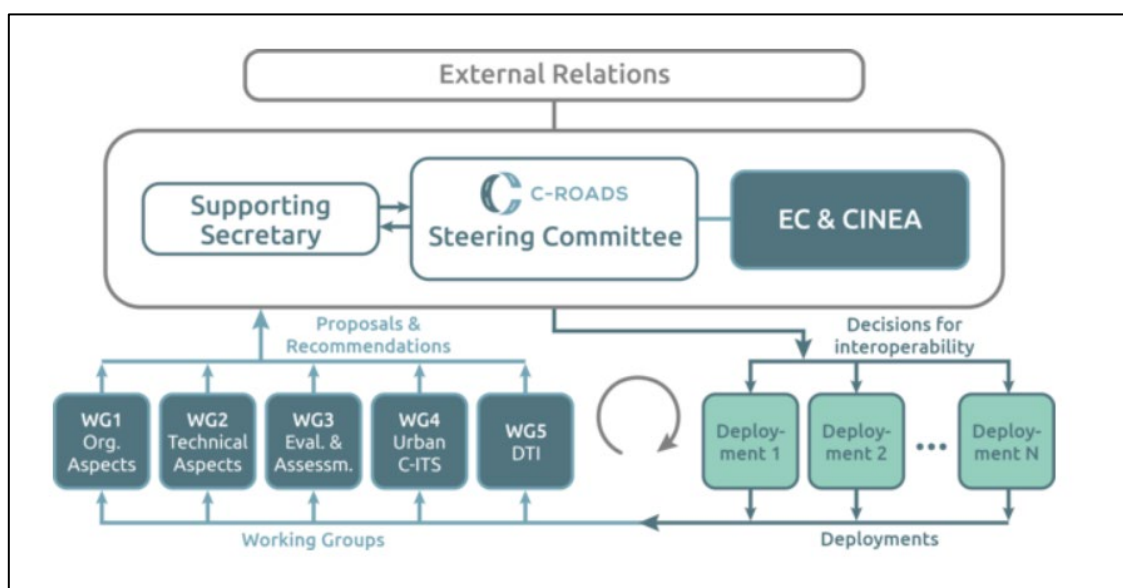 External Relations
Supporting
Secretary
C-ROADS
Steering Committee
EC & CINEA
Proposals &
Recommendations
Decisions for
interoperability
WG1
Org.
Aspects
WG2
Technical
Aspects
WG3
Eval. &
Assessm.
WG4
Urban
C-ITS
WG5
DTI
Deploy-
ment 1
Deploy-
ment 2
...
Deploy-
ment N
Working Groups
Deployments